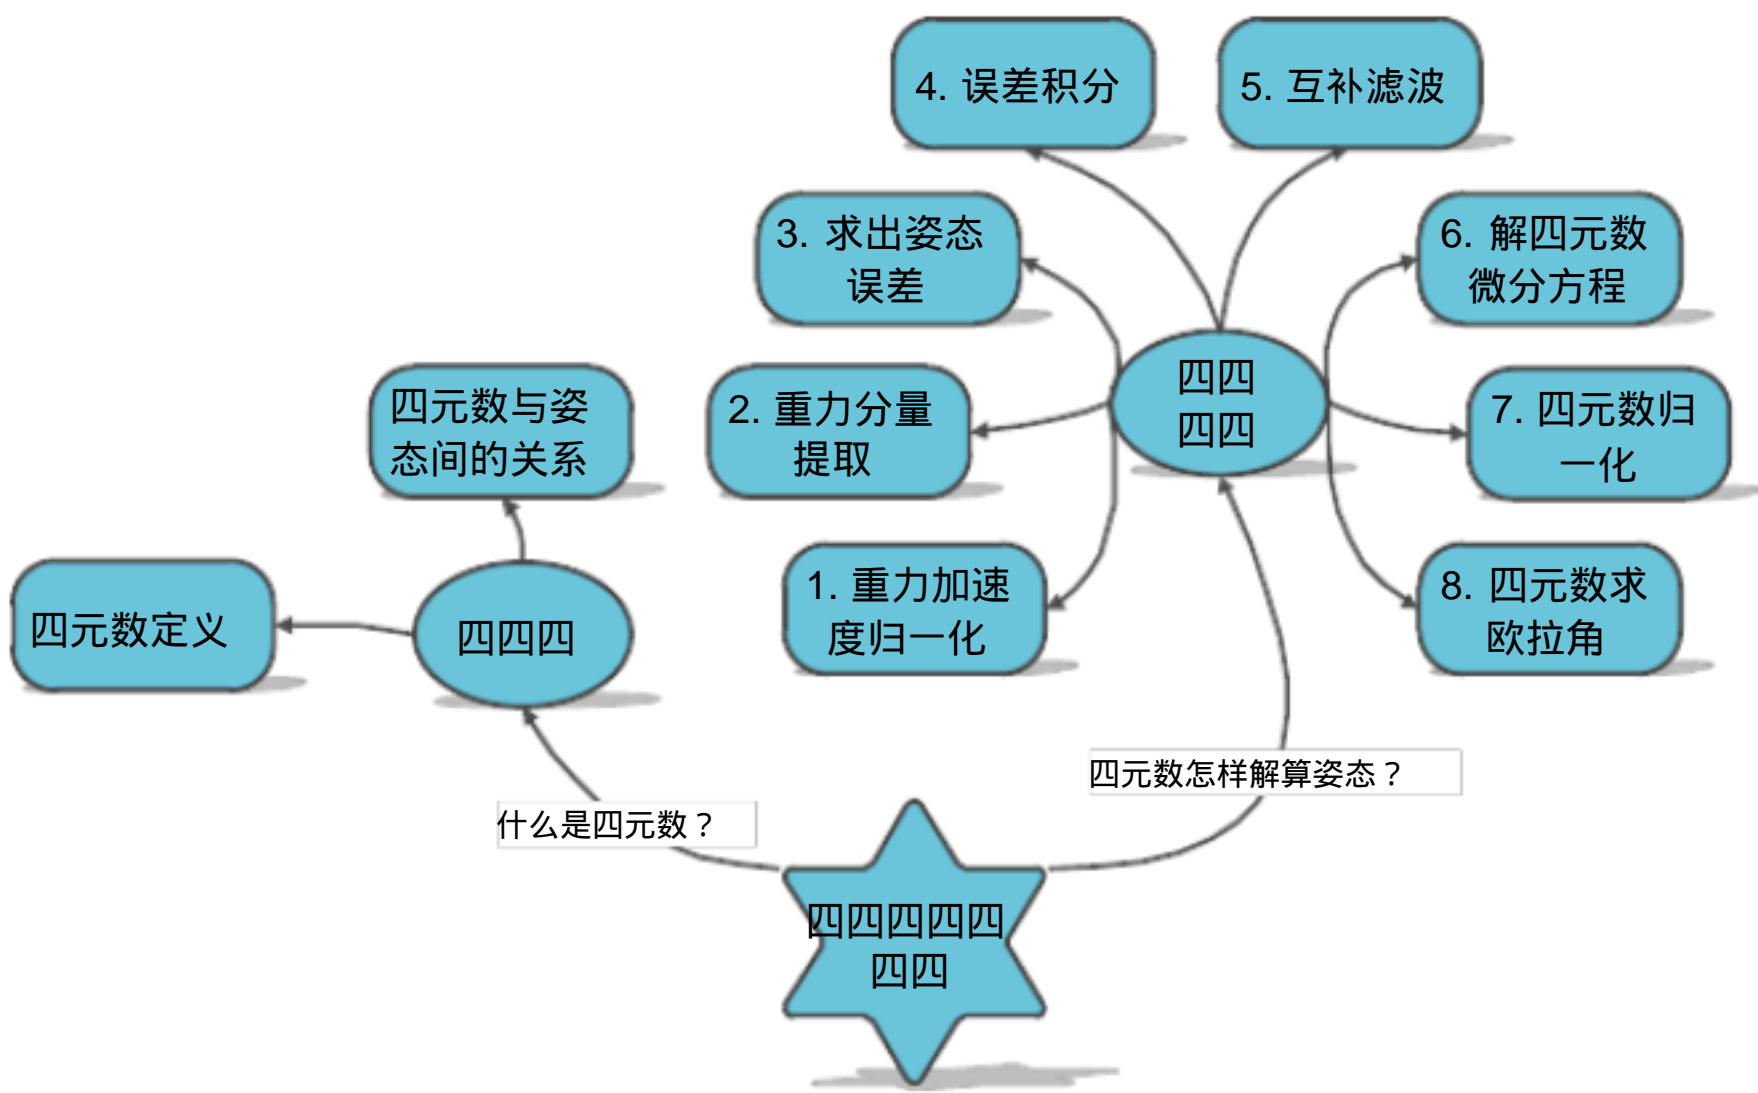 4. 误差积分
5. 互补滤波
3. 求出姿态
误差
6. 解四元数
微分方程
四四
四四
2. 重力分量
提取
7. 四元数归
一化
四元数与姿
态间的关系
1. 重力加速
度归一化
8. 四元数求
欧拉角
四元数定义
四四四
四元数怎样解算姿态？
什么是四元数？
四四四四四
四四